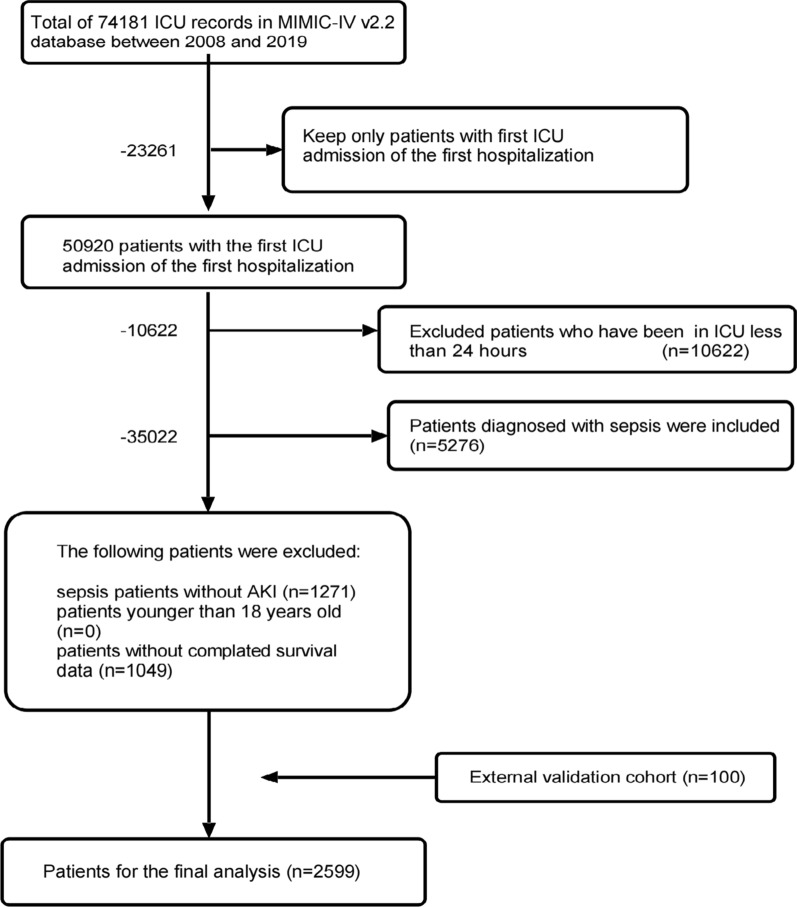 Total of 74181 ICU records in MIMIC-IV v2.2
database between 2008 and 2019
-23261
Keep only patients with first ICU
admission of the first hospitalization
50920 patients with the first ICU
admission of the first hospitalization
-10622
Excluded patients who have been in ICU less
than 24 hours (n=10622)
-35022
Patients diagnosed with sepsis were included
(n=5276)
The following patients were excluded:
sepsis patients without AKI (n=1271)
patients younger than 18 years old
(n=0)
patients without complated survival
data (n=1049)
External validation cohort (n=100)
Patients for the final analysis (n=2599)